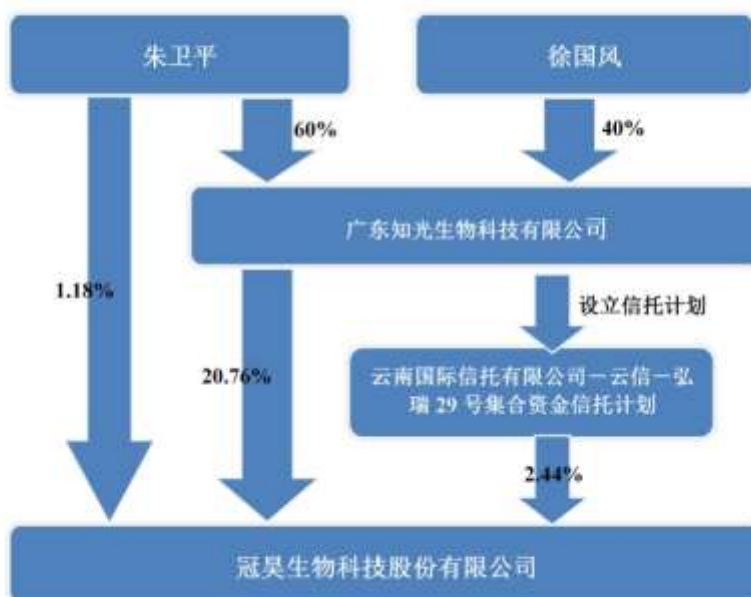 朱卫平
徐国风
60%
40%
广东知光生物科技有限公司
1.18%
设立信托计划
20.76%
云南国际信托有限公司－云信－弘
瑞 29 号集合资金信托计划
2.44%
冠昊生物科技股份有限公司